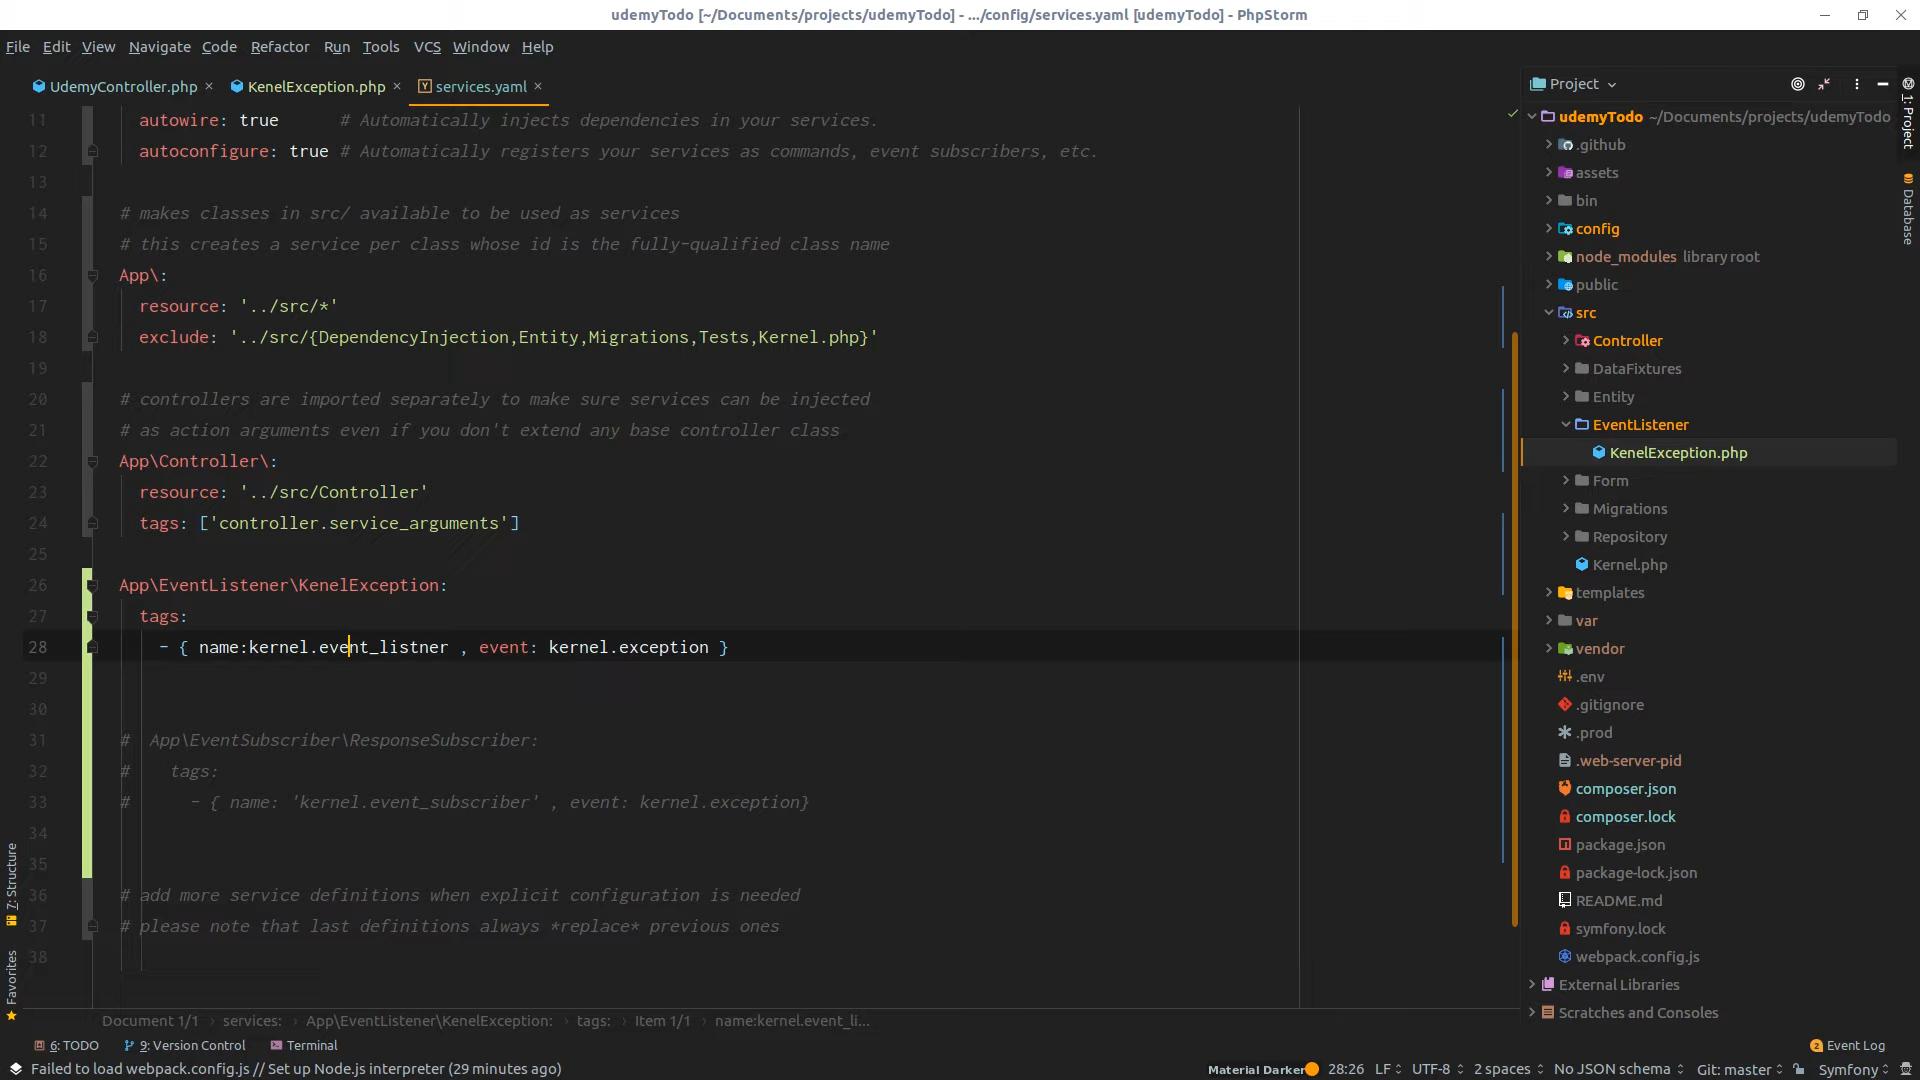 udemyTodo [~/Documents/projects/udemyTodo] - .../config/services.yaml [udemyTodo] - PhpStorm
File Edit View Navigate Code Refactor Run Tools VCS Window Help
UdemyController.php × KenelException.php × services.yaml ×
11 autowire: true # Automatically injects dependencies in your services.
12 autoconfigure: true # Automatically registers your services as commands, event subscribers, etc.
13
14 # makes classes in src/ available to be used as services
15 # this creates a service per class whose id is the fully-qualified class name
16 App\:
17 resource: '../src/*'
18 exclude: '../src/{DependencyInjection,Entity,Migrations,Tests,Kernel.php}'
19
20 # controllers are imported separately to make sure services can be injected
21 # as action arguments even if you don't extend any base controller class
22 App\Controller\:
23 resource: '../src/Controller'
24 tags: ['controller.service_arguments']
25
26 App\EventListener\KenelException:
27 tags:
28 - { name:kernel.event_listner , event: kernel.exception }
29
30
31 # App\EventSubscriber\ResponseSubscriber:
32 # tags:
33 # - { name: 'kernel.event_subscriber' , event: kernel.exception}
34
35
36 # add more service definitions when explicit configuration is needed
37 # please note that last definitions always *replace* previous ones
38
Document 1/1 › services: › App\EventListener\KenelException: › tags: › Item 1/1 › name:kernel.event_li...
Project
udemyTodo ~/Documents/projects/udemyTodo
.github
assets
bin
config
node_modules library root
public
src
Controller
DataFixtures
Entity
EventListener
KenelException.php
Form
Migrations
Repository
Kernel.php
templates
var
vendor
.env
.gitignore
.prod
.web-server-pid
composer.json
composer.lock
package.json
package-lock.json
README.md
symfony.lock
webpack.config.js
External Libraries
Scratches and Consoles
1: Project
Database
7: Structure
Favorites
6: TODO 9: Version Control Terminal 2 Event Log
Failed to load webpack.config.js // Set up Node.js interpreter (29 minutes ago) Material Darker 28:26 LF UTF-8 2 spaces No JSON schema Git: master Symfony